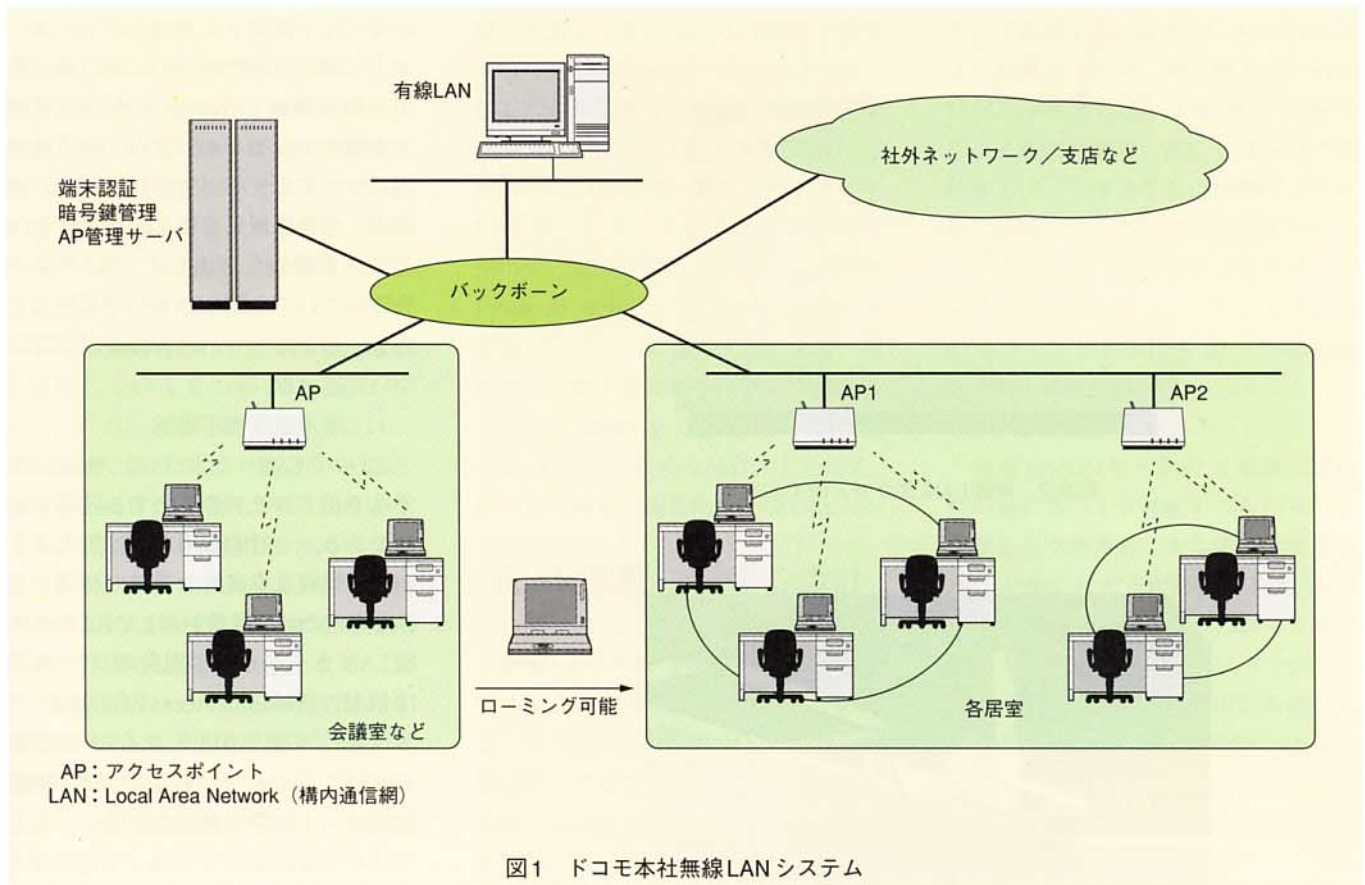 有線LAN
社外ネットワーク／支店など
端末認証
暗号鍵管理
AP管理サーバ
バックボーン
AP
AP1
AP2
ローミング可能
会議室など
各居室
AP：アクセスポイント
LAN：Local Area Network（構内通信網）
図1　ドコモ本社無線LANシステム